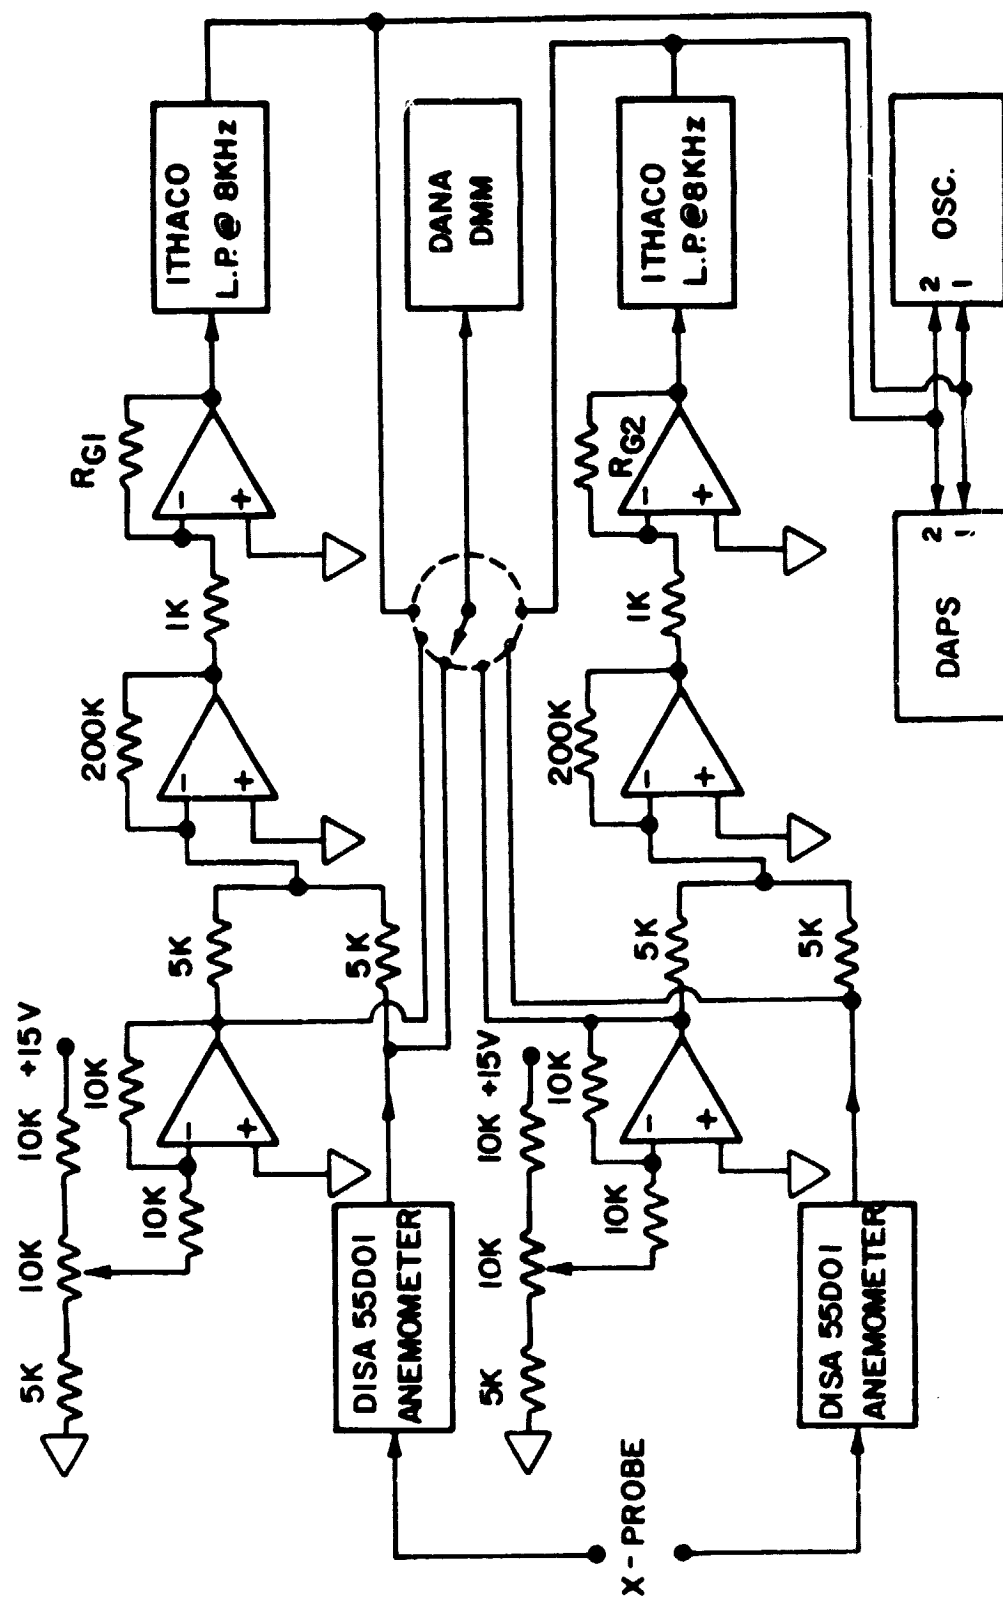 5K 10K 10K +15V
10K
10K
5K
5K
200K
-
+
1K
RG1
-
+
-
+
ITHACO
L.P. @ 8KHz
DISA 55D01
ANEMOMETER
DANA
DMM
X - PROBE
5K 10K 10K +15V
10K
10K
5K
5K
200K
-
+
1K
RG2
-
+
-
+
ITHACO
L.P.@ 8KHz
DISA 55D01
ANEMOMETER
DAPS
2
1
2
1
OSC.